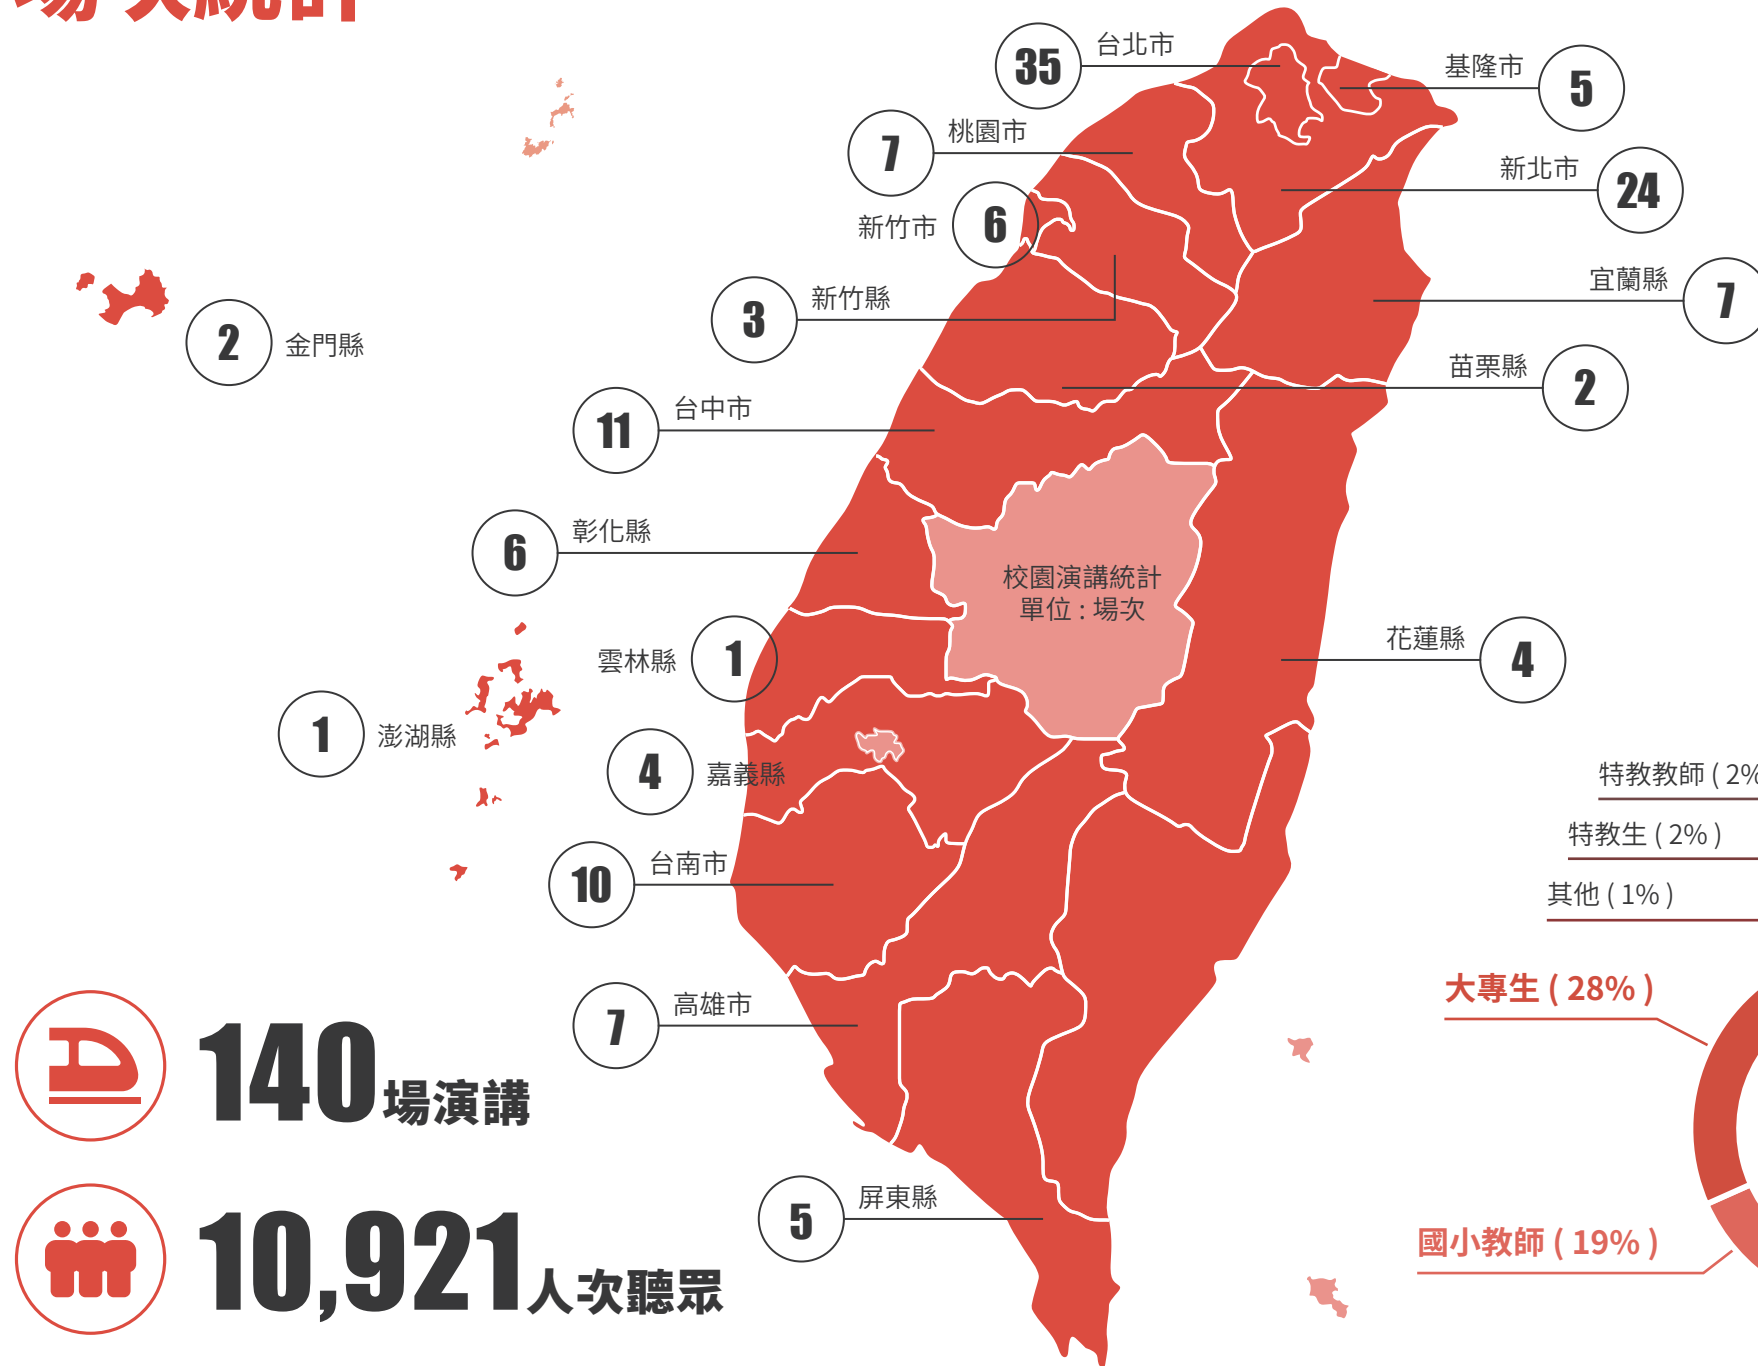 場次統計
35
台北市
基隆市
5
7
桃園市
新北市
24
新竹市
6
宜蘭縣
7
3
新竹縣
2
金門縣
苗栗縣
2
11
台中市
6
彰化縣
校園演講統計
單位 : 場次
雲林縣
1
花蓮縣
4
1
澎湖縣
4
嘉義縣
特教教師 ( 2%
特教生 ( 2% )
10
台南市
其他 ( 1% )
大專生 ( 28% )
7
高雄市
140場演講
5
屏東縣
國小教師 ( 19% )
10,921人次聽眾